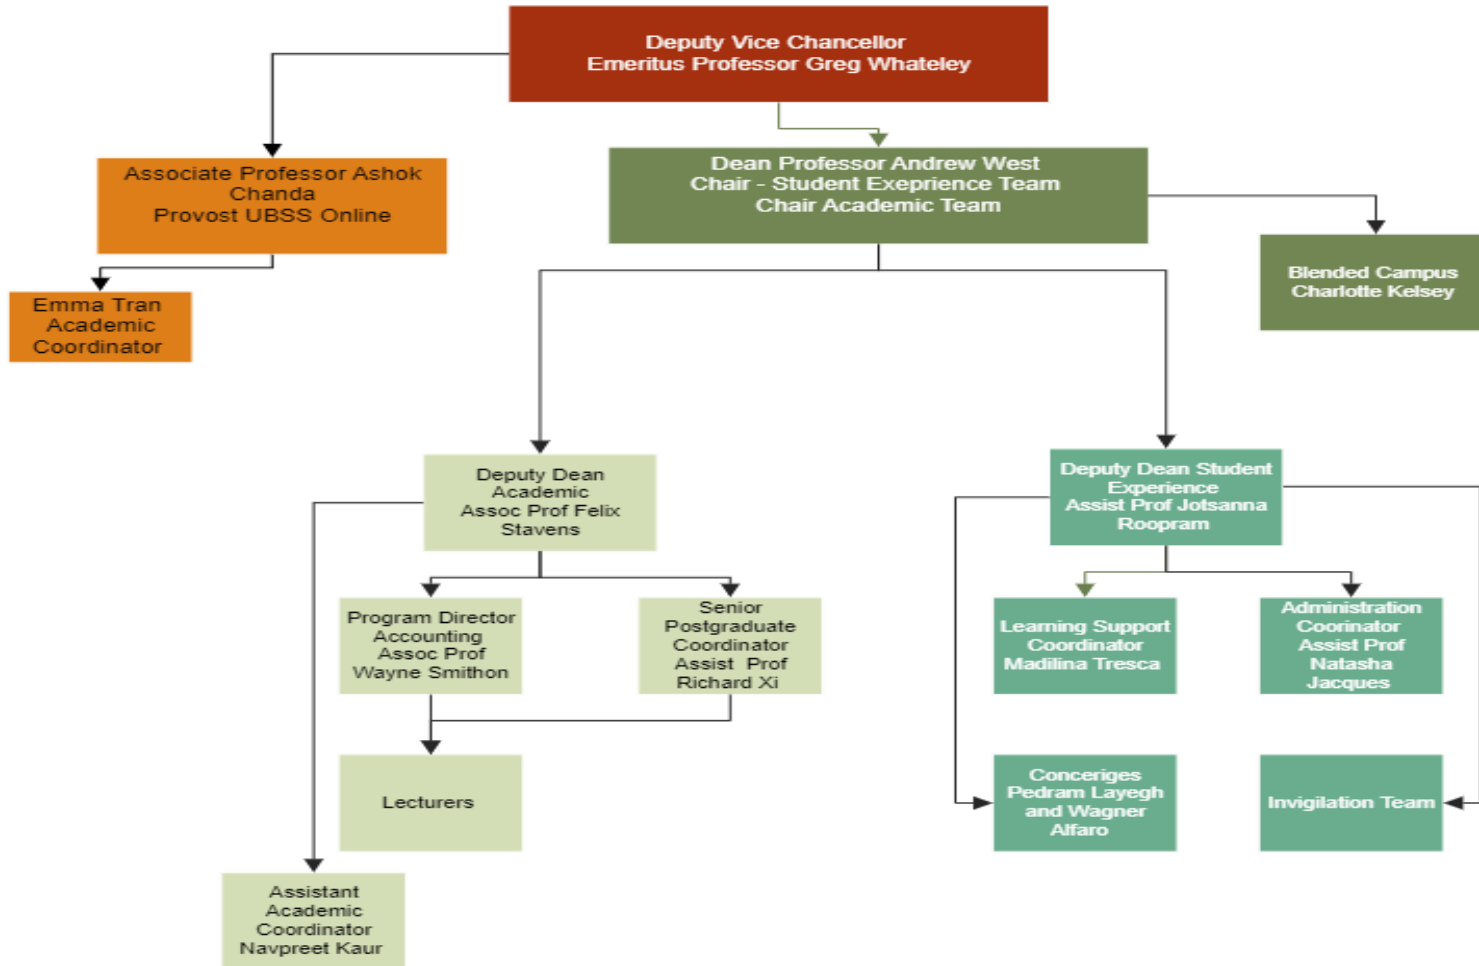 Deputy Vice Chancellor
Emeritus Professor Greg Whateley
Associate Professor Ashok
Chanda
Provost UBSS Online
Dean Professor Andrew West
Chair - Student Exeprience Team
Chair Academic Team
Blended Campus
Charlotte Kelsey
Emma Tran
Academic
Coordinator
Deputy Dean
Academic
Assoc Prof Felix
Stavens
Deputy Dean Student
Experience
Assist Prof Jotsanna
Roopram
Program Director
Accounting
Assoc Prof
Wayne Smithon
Senior
Postgraduate
Coordinator
Assist Prof
Richard Xi
Learning Support
Coordinator
Madilina Tresca
Administration
Coorinator
Assist Prof
Natasha
Jacques
Lecturers
Conceriges
Pedram Layegh
and Wagner
Alfaro
Invigilation Team
Assistant
Academic
Coordinator
Navpreet Kaur